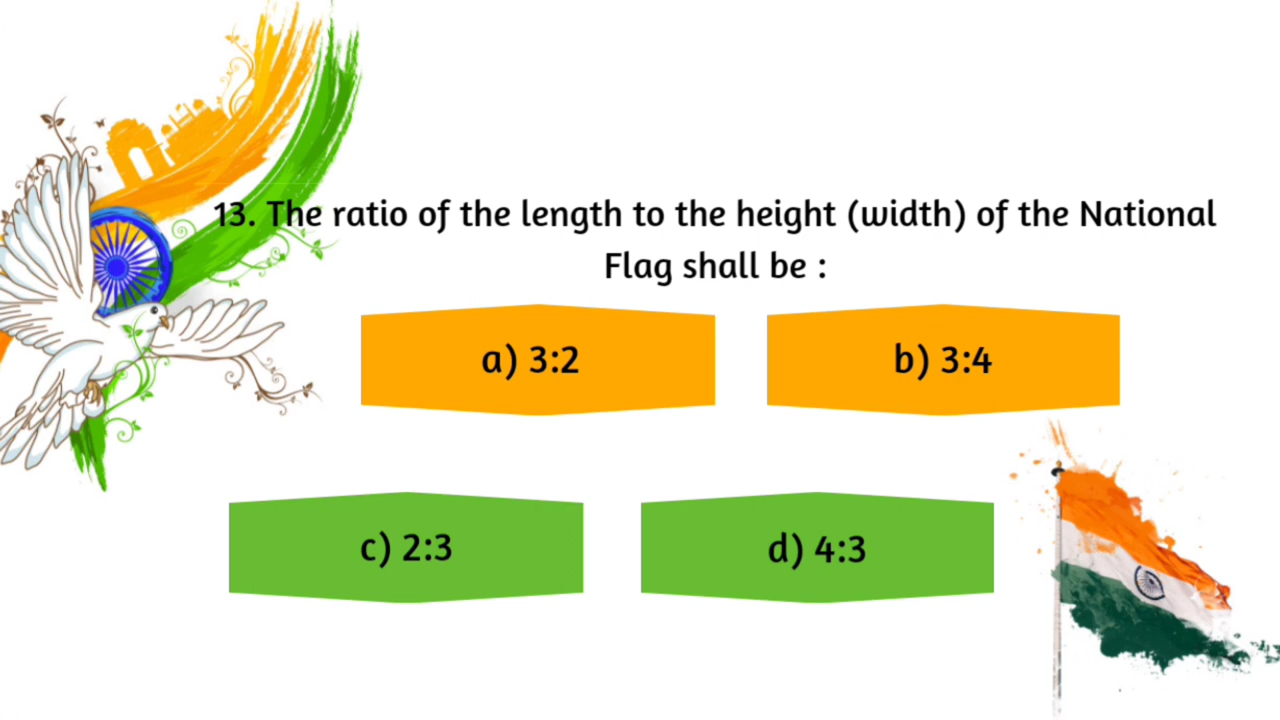 13. The ratio of the length to the height (width) of the National
Flag shall be :
a) 3:2
b) 3:4
c) 2:3
d) 4:3